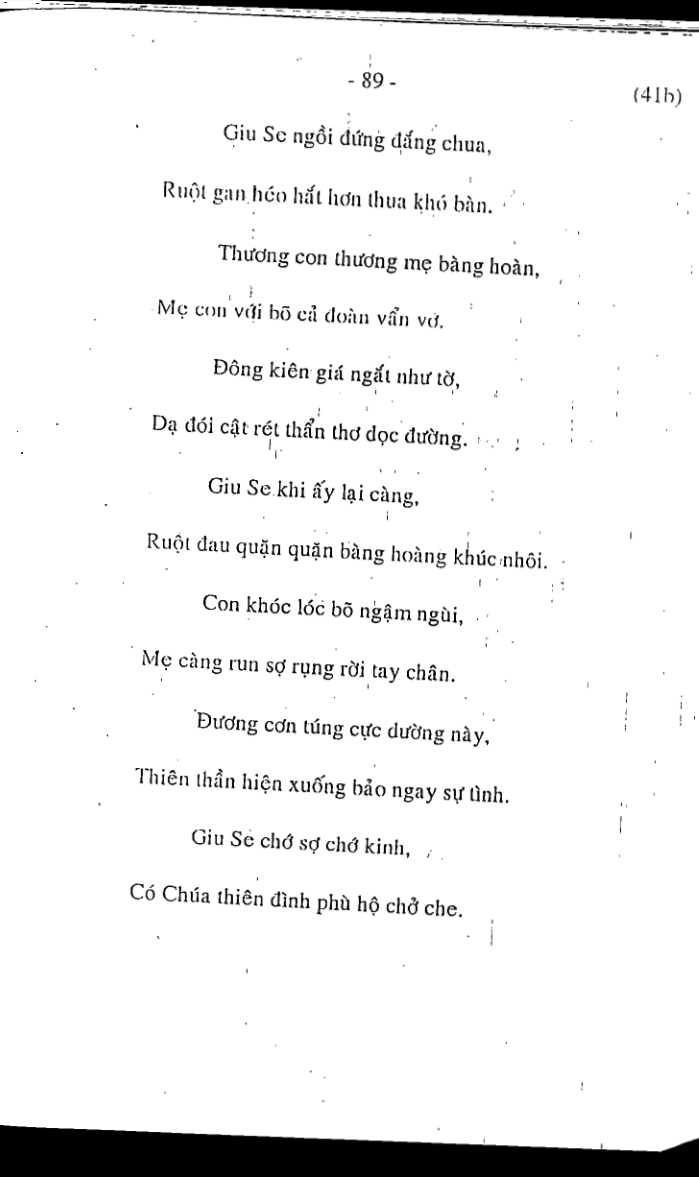 - 89 -
(41b)
Giu Se ngồi đứng đắng chua,
Ruột gan héo hắt hơn thua khó bàn.
Thương con thương mẹ bàng hoàn,
Mẹ con với bõ cả đoàn vẩn vơ.
Đông kiên giá ngắt như tờ,
Dạ đói cật rét thẩn thơ dọc đường.
Giu Se khi ấy lại càng,
Ruột đau quặn quặn bàng hoàng khúc nhôi.
Con khóc lóc bõ ngậm ngùi,
Mẹ càng run sợ rụng rời tay chân.
Đương cơn túng cực dường này,
Thiên thần hiện xuống bảo ngay sự tình.
Giu Se chớ sợ chớ kinh,
Có Chúa thiên đình phù hộ chở che.